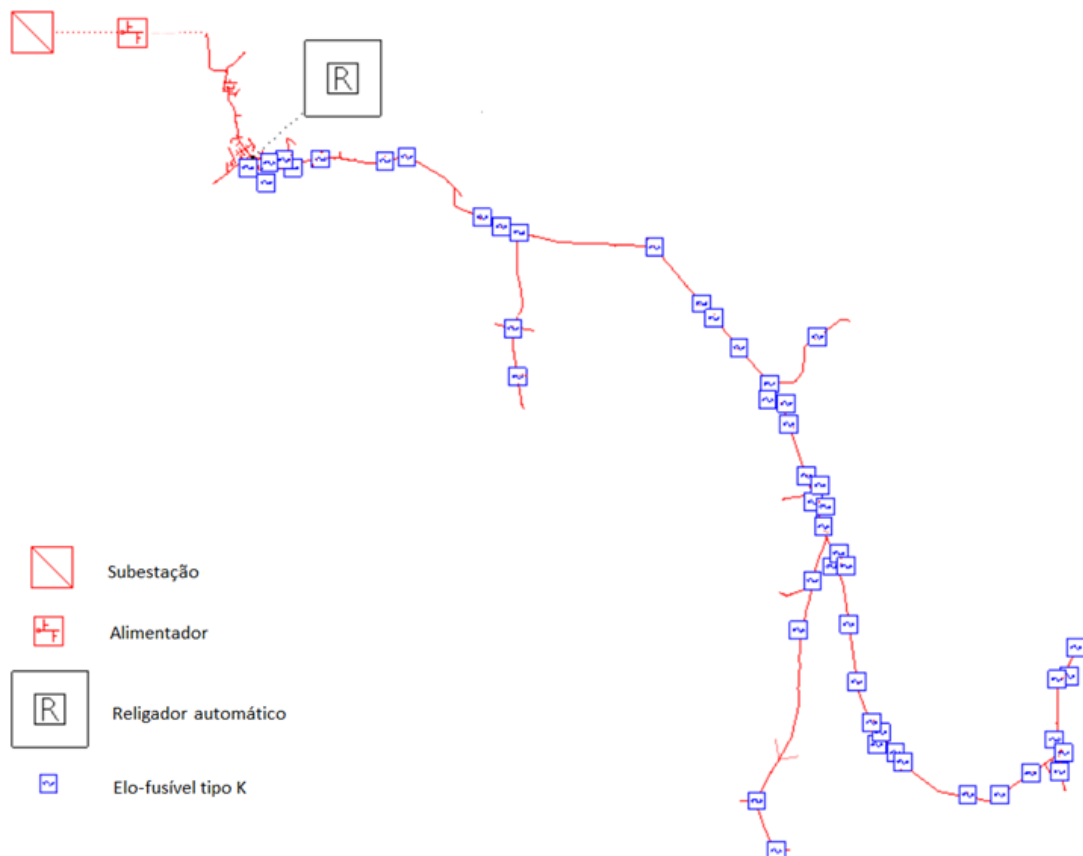 R
Subestação
Alimentador
R
Religador automático
Elo-fusível tipo K